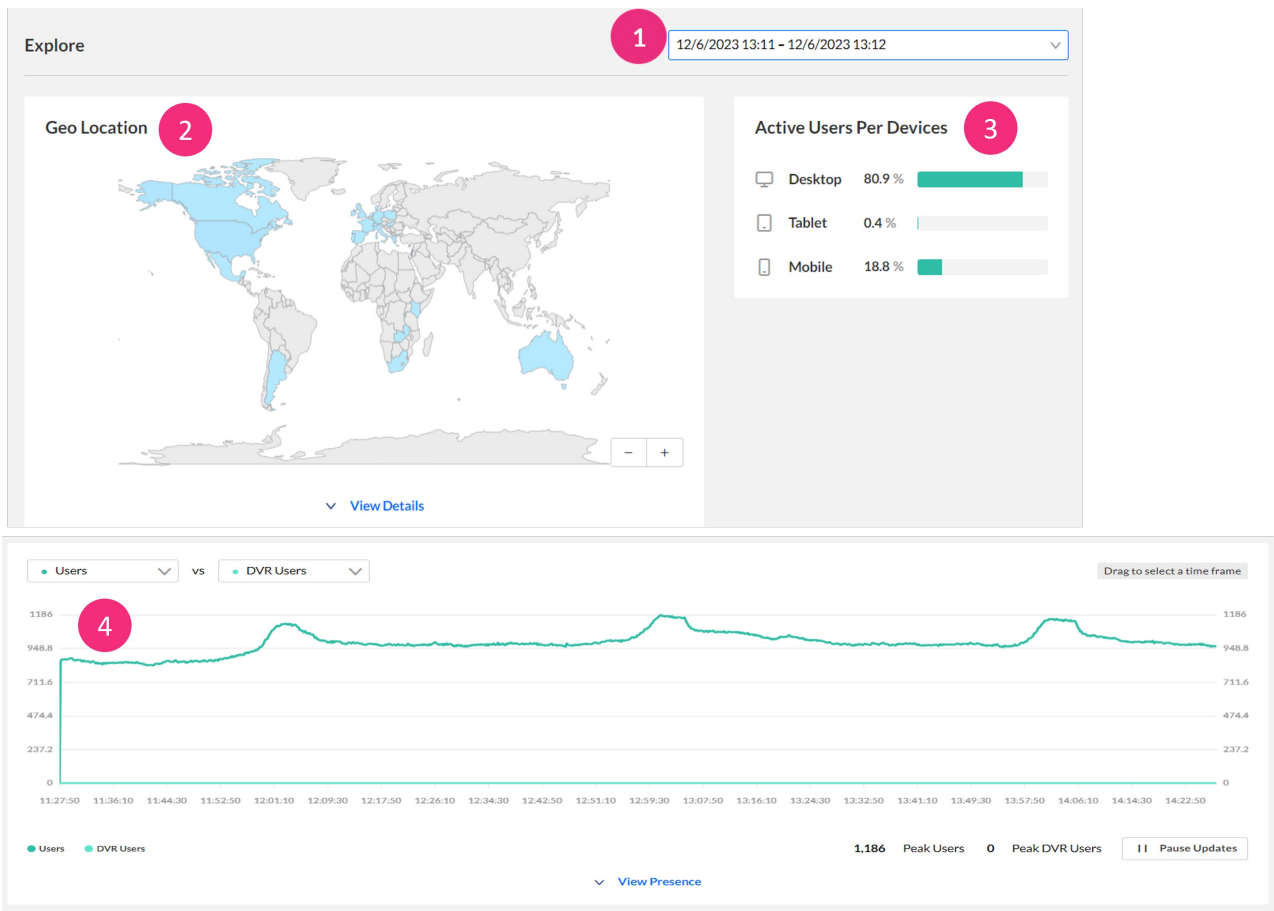 Explore
1
12/6/2023 13:11 – 12/6/2023 13:12
Geo Location
2
− +
View Details
Active Users Per Devices
3
Desktop 80.9 %
Tablet 0.4 %
Mobile 18.8 %
Users vs DVR Users
Drag to select a time frame
4
1186 1186
948.8 948.8
711.6 711.6
474.4 474.4
237.2 237.2
0 0
11:27:50 11:36:10 11:44:30 11:52:50 12:01:10 12:09:30 12:17:50 12:26:10 12:34:30 12:42:50 12:51:10 12:59:30 13:07:50 13:16:10 13:24:30 13:32:50 13:41:10 13:49:30 13:57:50 14:06:10 14:14:30 14:22:50
Users DVR Users
1,186 Peak Users 0 Peak DVR Users
Pause Updates
View Presence